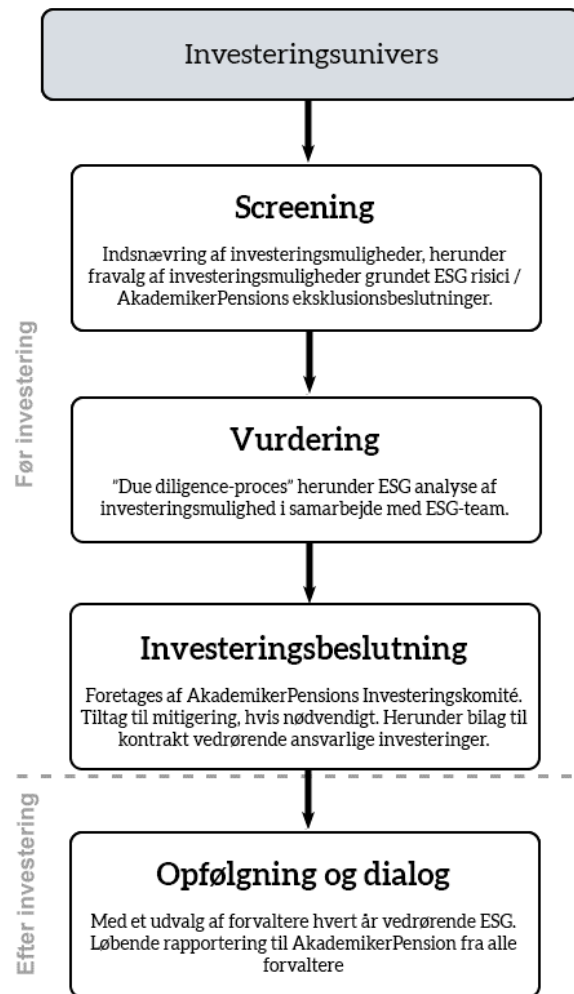 Investeringsunivers
Før investering
Screening
Indsnævring af investeringsmuligheder, herunder
fravalg af investeringsmuligheder grundet ESG risici /
AkademikerPensions eksklusionsbeslutninger.
Vurdering
"Due diligence-proces" herunder ESG analyse af
investeringsmulighed i samarbejde med ESG-team.
Investeringsbeslutning
Foretages af AkademikerPensions Investeringskomité.
Tiltag til mitigering, hvis nødvendigt. Herunder bilag til
kontrakt vedrørende ansvarlige investeringer.
Efter investering
Opfølgning og dialog
Med et udvalg af forvaltere hvert år vedrørende ESG.
Løbende rapportering til AkademikerPension fra alle
forvaltere